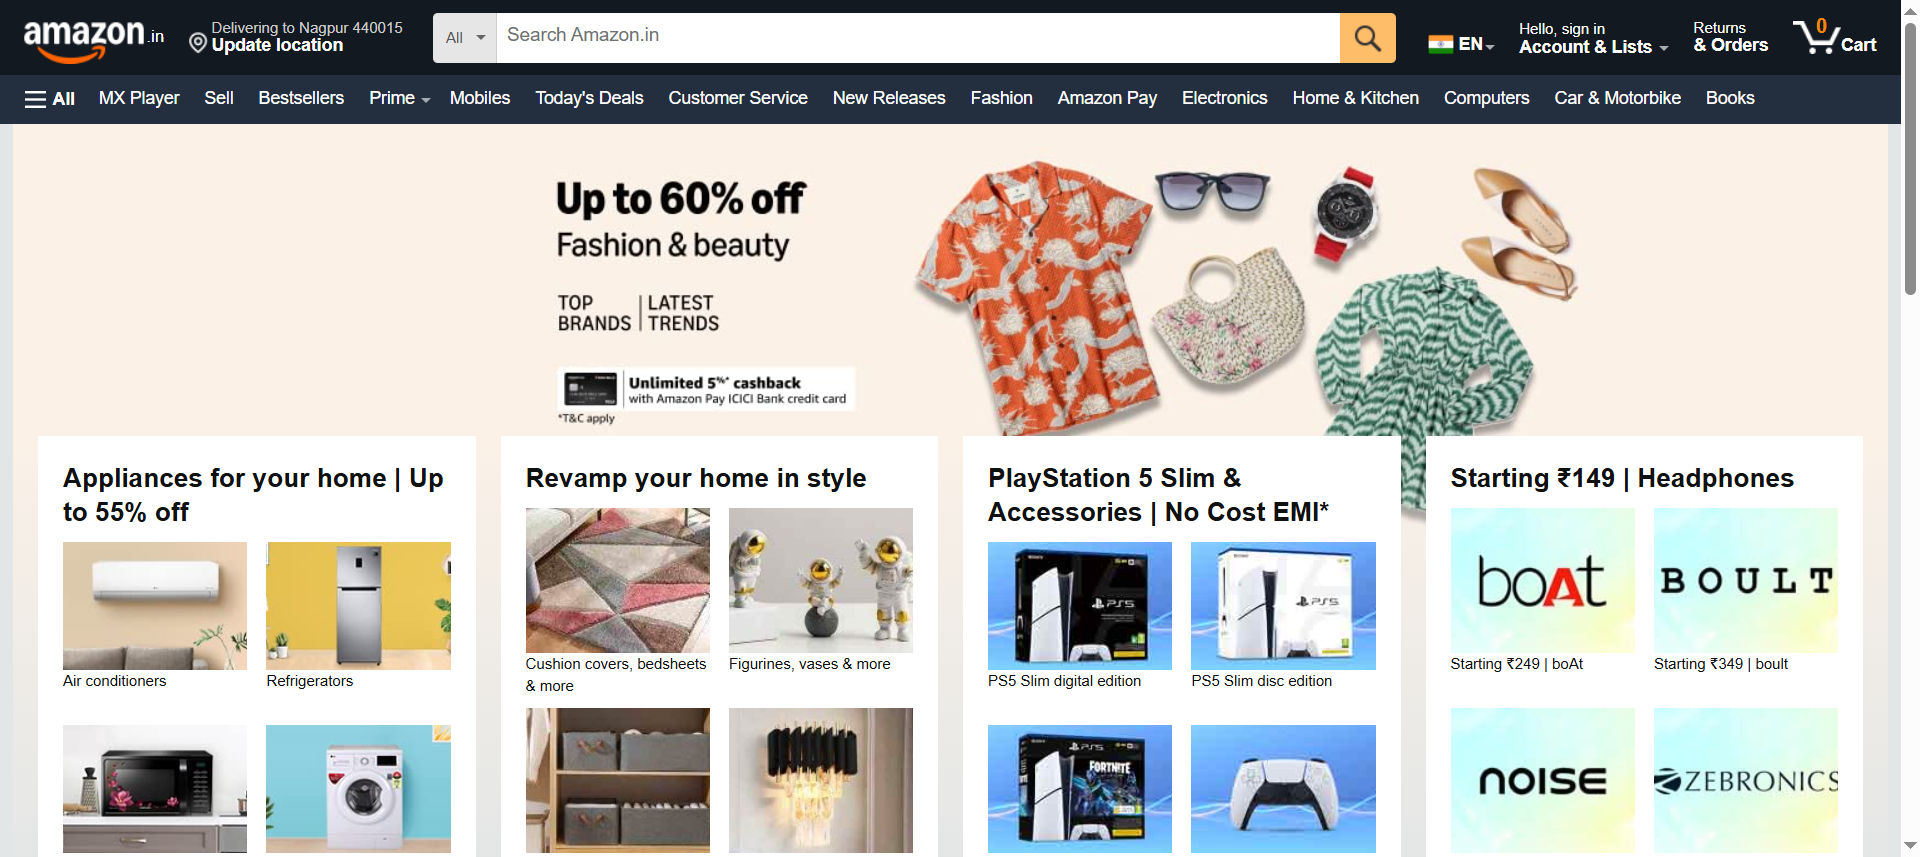 amazon.in
Delivering to Nagpur 440015
Update location
All
Search Amazon.in
EN
Hello, sign in
Account & Lists
Returns
& Orders
0
Cart
All
MX Player
Sell
Bestsellers
Prime
Mobiles
Today's Deals
Customer Service
New Releases
Fashion
Amazon Pay
Electronics
Home & Kitchen
Computers
Car & Motorbike
Books
Up to 60% off
Fashion & beauty
TOP BRANDS | LATEST TRENDS
Unlimited 5%* cashback
with Amazon Pay ICICI Bank credit card
*T&C apply
Appliances for your home | Up
to 55% off
Air conditioners
Refrigerators
Revamp your home in style
Cushion covers, bedsheets
& more
Figurines, vases & more
PlayStation 5 Slim &
Accessories | No Cost EMI*
PS5
PS5
PS5 Slim digital edition
PS5 Slim disc edition
PS5
FORTNITE
Starting ₹149 | Headphones
boAt
BOULT
Starting ₹249 | boAt
Starting ₹349 | boult
noise
ZEBRONICS